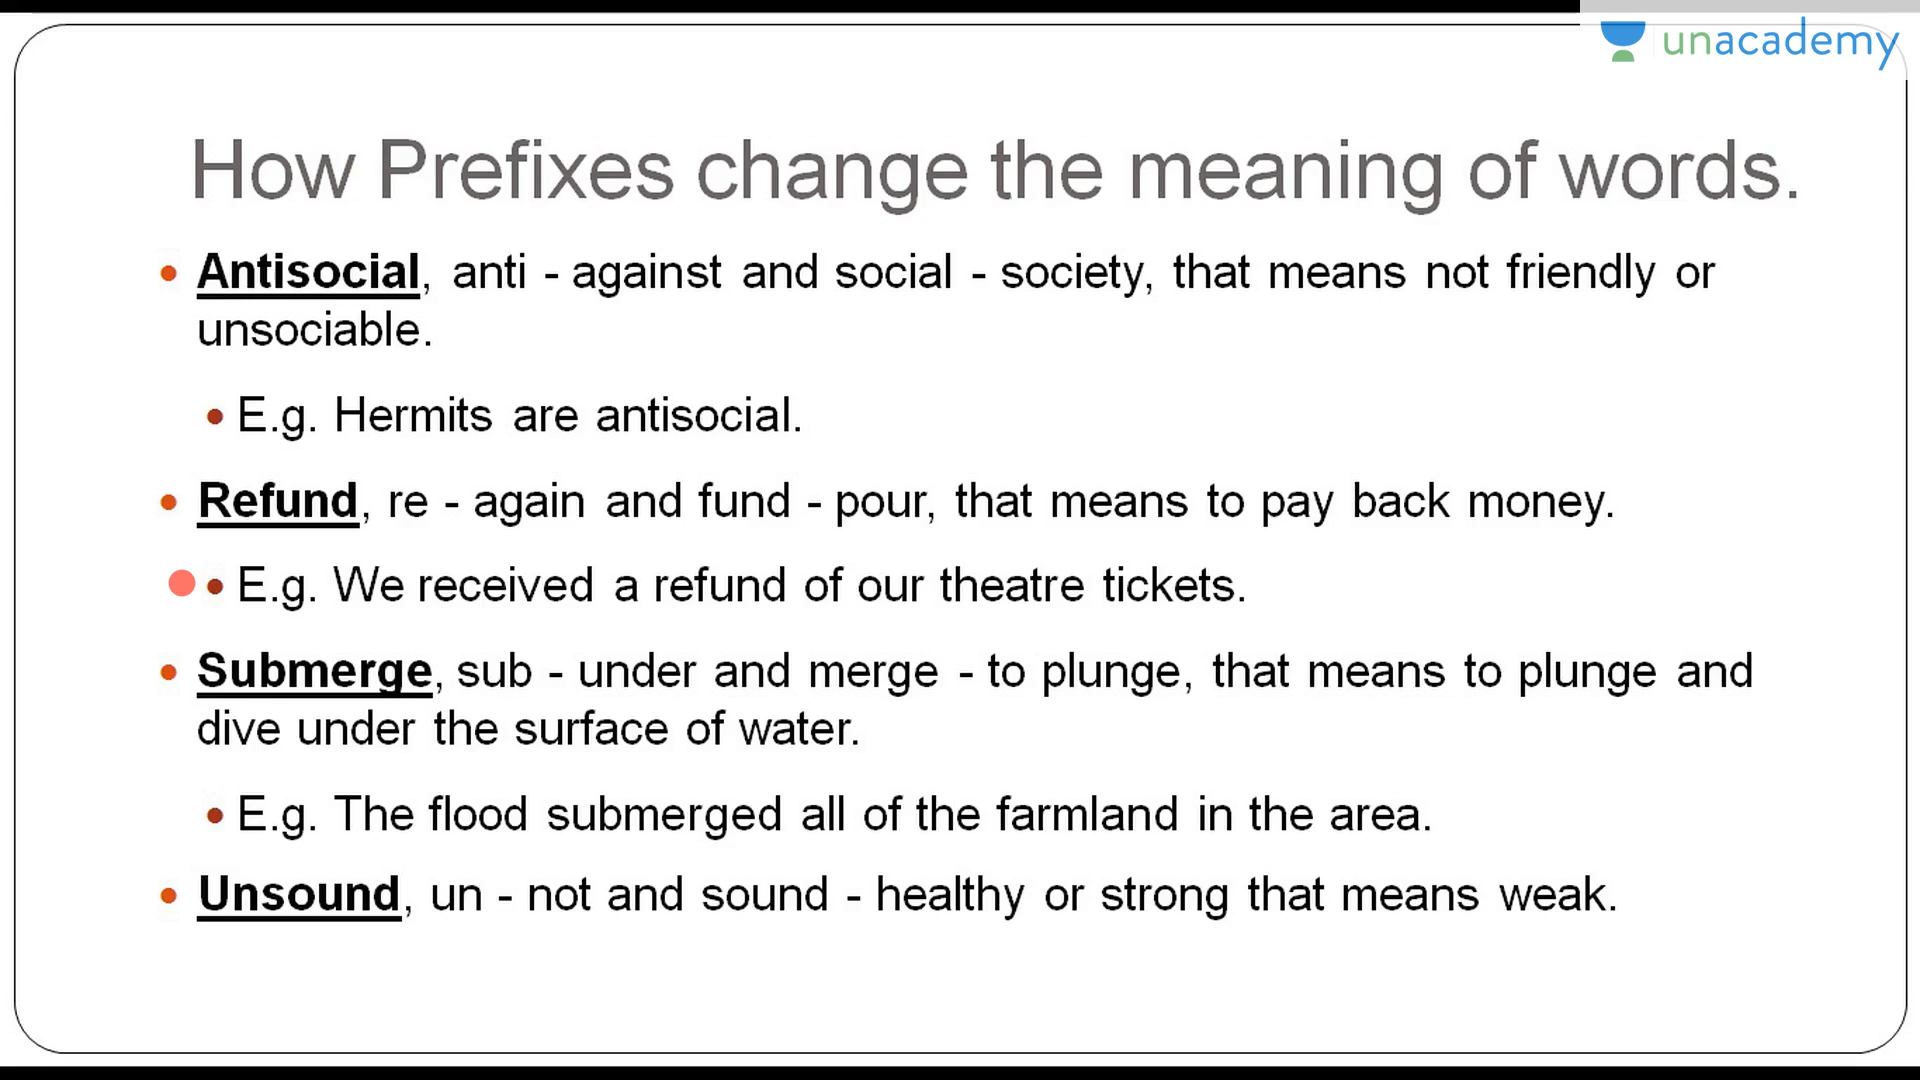 unacademy
How Prefixes change the meaning of words.
• Antisocial, anti - against and social - society, that means not friendly or
unsociable.
• E.g. Hermits are antisocial.
• Refund, re - again and fund - pour, that means to pay back money.
• E.g. We received a refund of our theatre tickets.
• Submerge, sub - under and merge - to plunge, that means to plunge and
dive under the surface of water.
• E.g. The flood submerged all of the farmland in the area.
• Unsound, un - not and sound - healthy or strong that means weak.